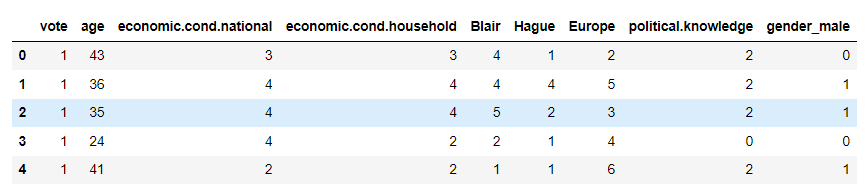 vote age economic.cond.national economic.cond.household Blair Hague Europe political.knowledge gender_male
0 1 43 3 3 4 1 2 2 0
1 1 36 4 4 4 4 5 2 1
2 1 35 4 4 5 2 3 2 1
3 1 24 4 2 2 1 4 0 0
4 1 41 2 2 1 1 6 2 1